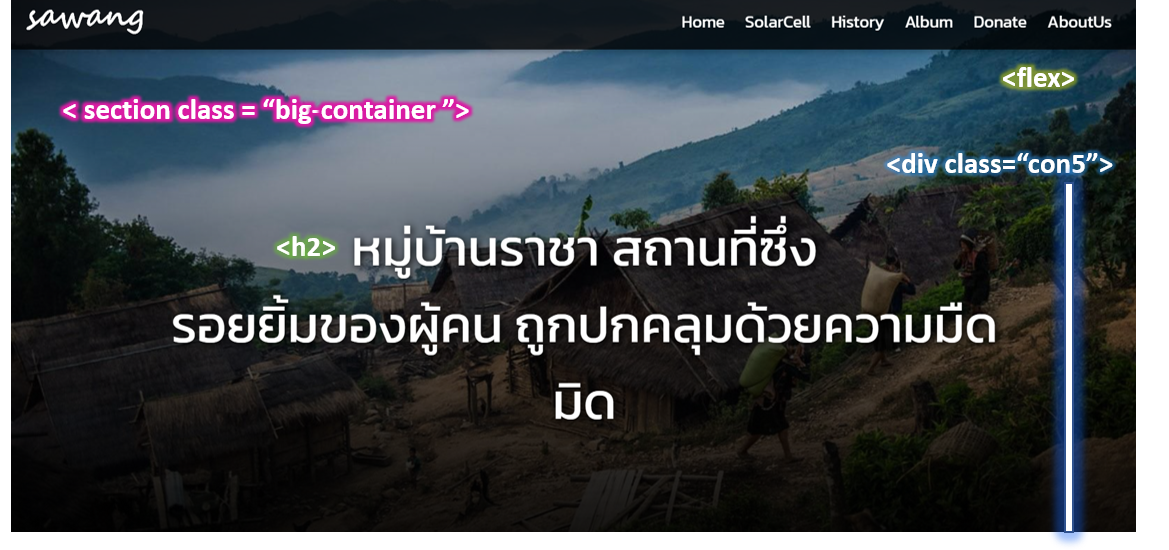 sawang
Home SolarCell History Album Donate AboutUs
<flex>
< section class = “big-container ”>
<div class=“con5”>
<h2> หมู่บ้านราชา สถานที่ซึ่ง
รอยยิ้มของผู้คน ถูกปกคลุมด้วยความมืด
มิด